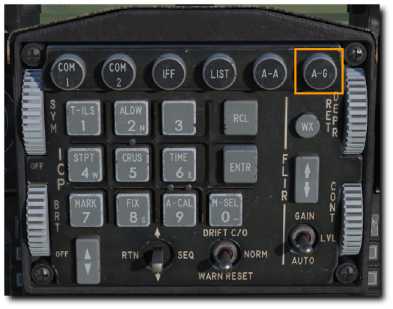 COM 1
COM 2
IFF
LIST
A-A
A-G
SYM
T-ILS 1
ALOW 2 N
3
RCL
RET DEPR
WX
OFF
ICP
STPT 4 W
CRUS 5
TIME 6 E
ENTR
FLIR
BRT
MARK 7
FIX 8 S
A-CAL 9
M-SEL 0
CONT
GAIN
LVL
AUTO
OFF
DRIFT C/O
RTN
SEQ
NORM
WARN RESET